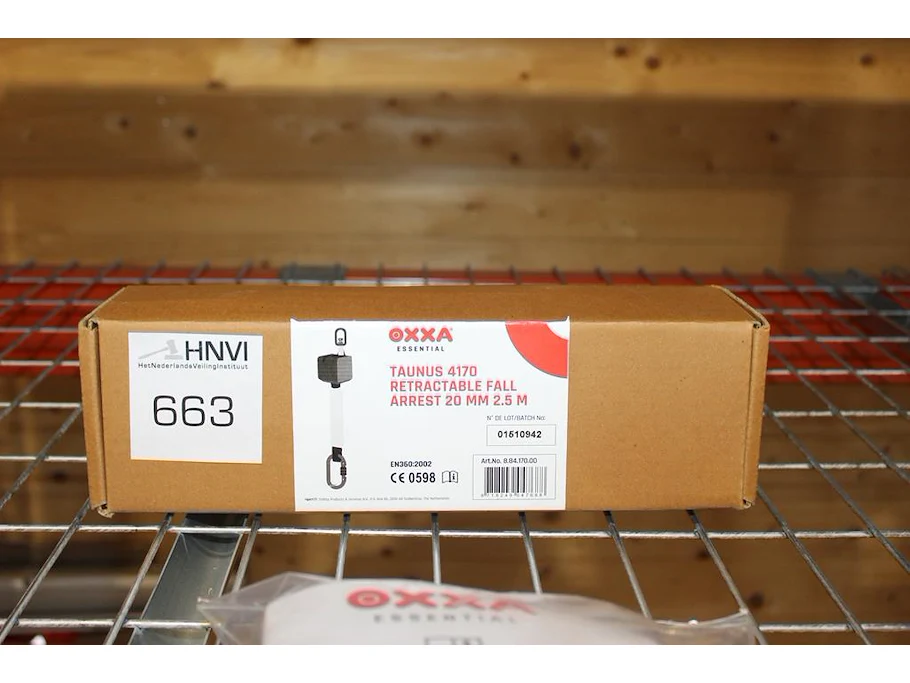 HNVI
HetNederlandseVeilingInstituut
663
OXXA
ESSENTIAL
TAUNUS 4170
RETRACTABLE FALL
ARREST 20 MM 2.5 M
N° DE LOT/BATCH No:
01510942
EN360:2002
CE 0598
Art.No. 8.84.170.00
OXXA
ESSENTIAL